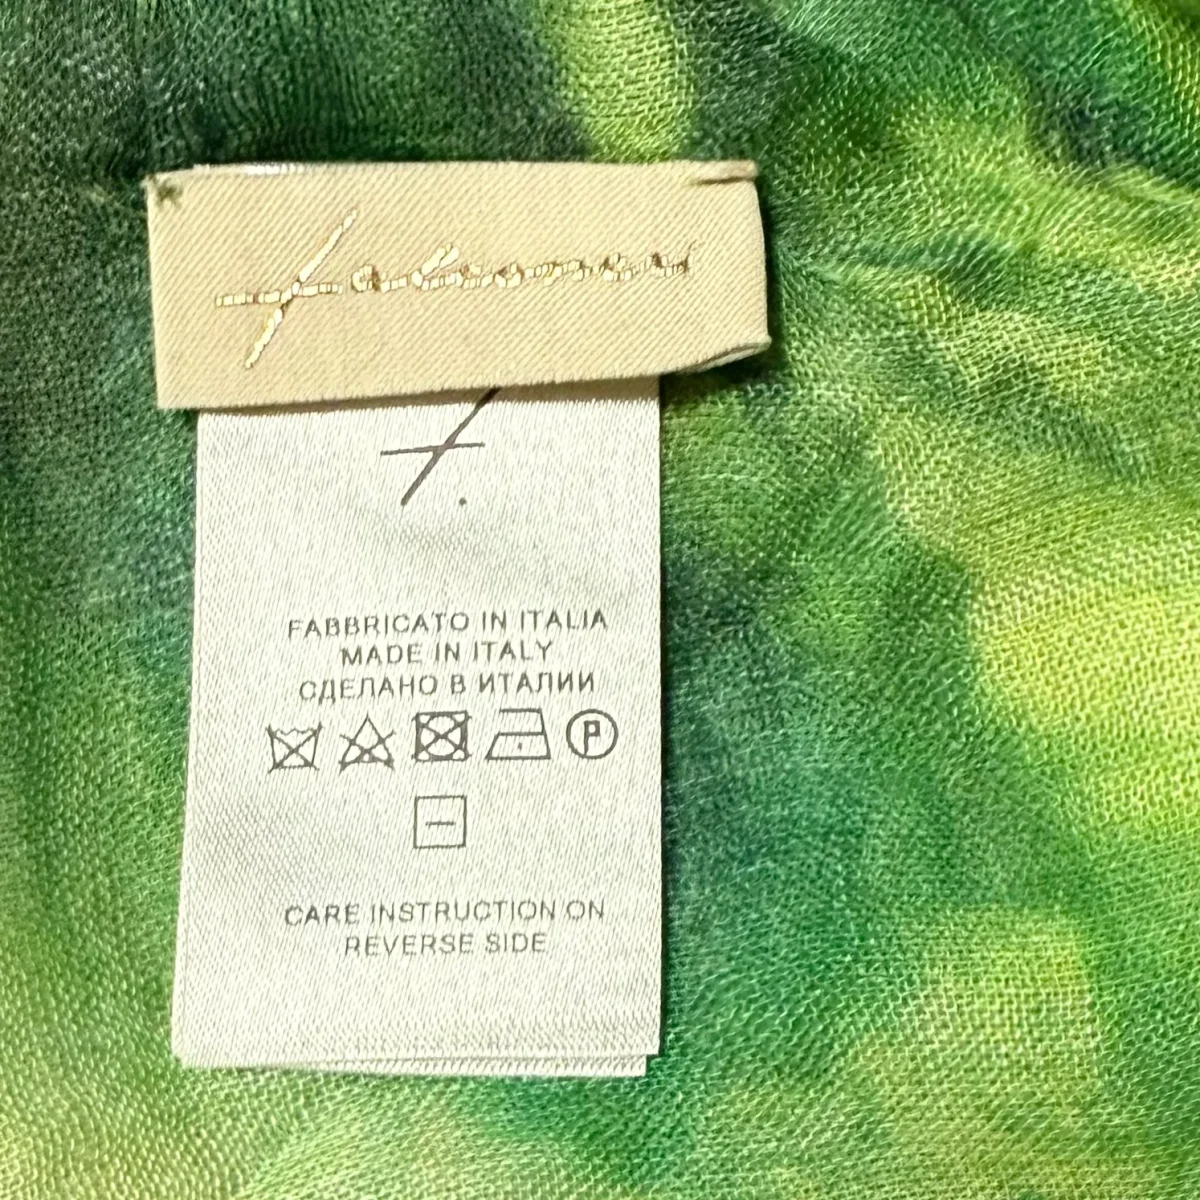 FABBRICATO IN ITALIA
MADE IN ITALY
СДЕЛАНО В ИТАЛИИ
P
CARE INSTRUCTION ON
REVERSE SIDE